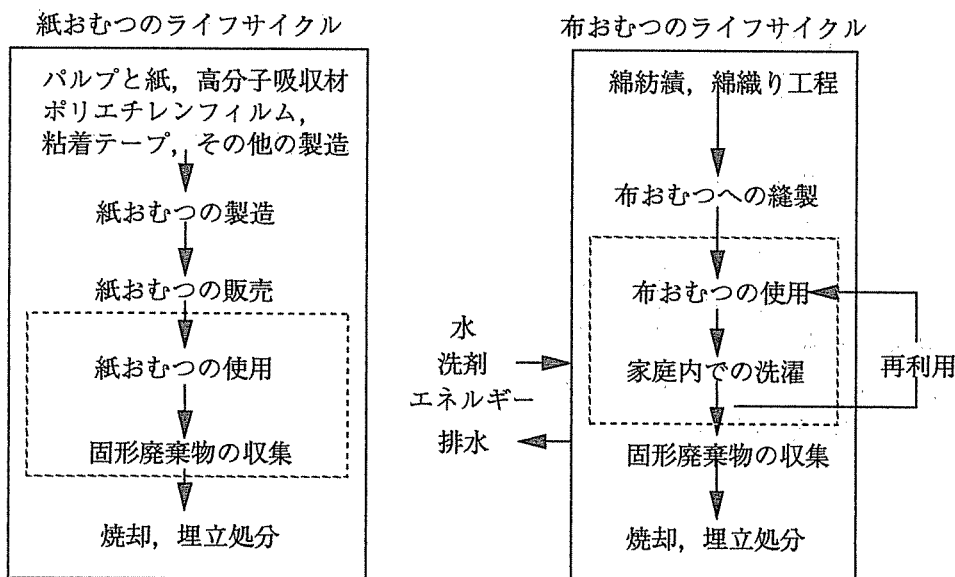 紙おむつのライフサイクル
パルプと紙,高分子吸収材
ポリエチレンフィルム,
粘着テープ,その他の製造
紙おむつの製造
紙おむつの販売
紙おむつの使用
固形廃棄物の収集
焼却,埋立処分
布おむつのライフサイクル
綿紡績,綿織り工程
布おむつへの縫製
布おむつの使用
家庭内での洗濯
固形廃棄物の収集
焼却,埋立処分
水
洗剤
エネルギー
排水
再利用